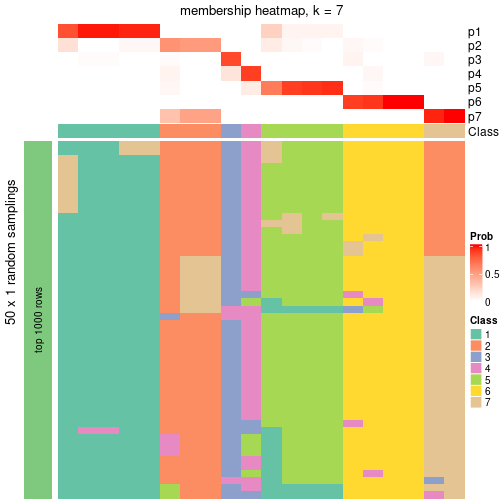 membership heatmap, k = 7
p1
p2
p3
p4
p5
p6
p7
Class
50 x 1 random samplings
top 1000 rows
Prob
1
0.5
0
Class
1
2
3
4
5
6
7